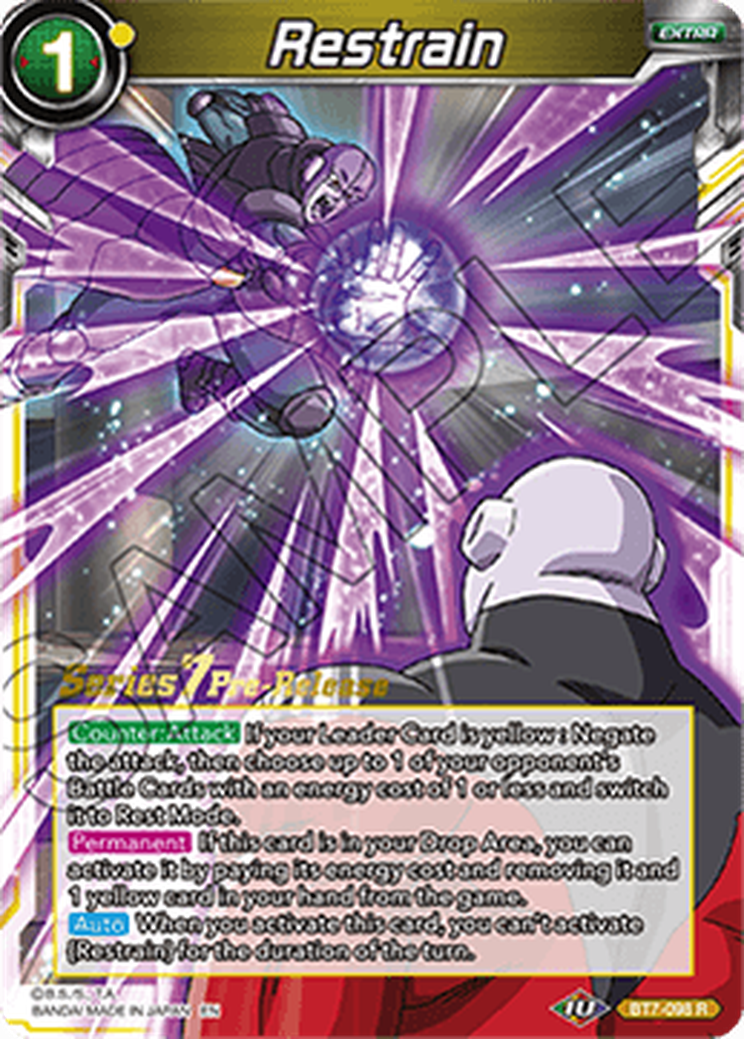 1
Restrain
EXTRA
SAMPLE
Series 7 Pre-Release
Counter:Attack If your Leader Card is yellow : Negate
the attack, then choose up to 1 of your opponent's
Battle Cards with an energy cost of 1 or less and switch
it to Rest Mode.
Permanent If this card is in your Drop Area, you can
activate it by paying its energy cost and removing it and
1 yellow card in your hand from the game.
Auto When you activate this card, you can't activate
{Restrain} for the duration of the turn.
©B.S./S., T.A.
BANDAI MADE IN JAPAN EN
IU
BT7-098 R